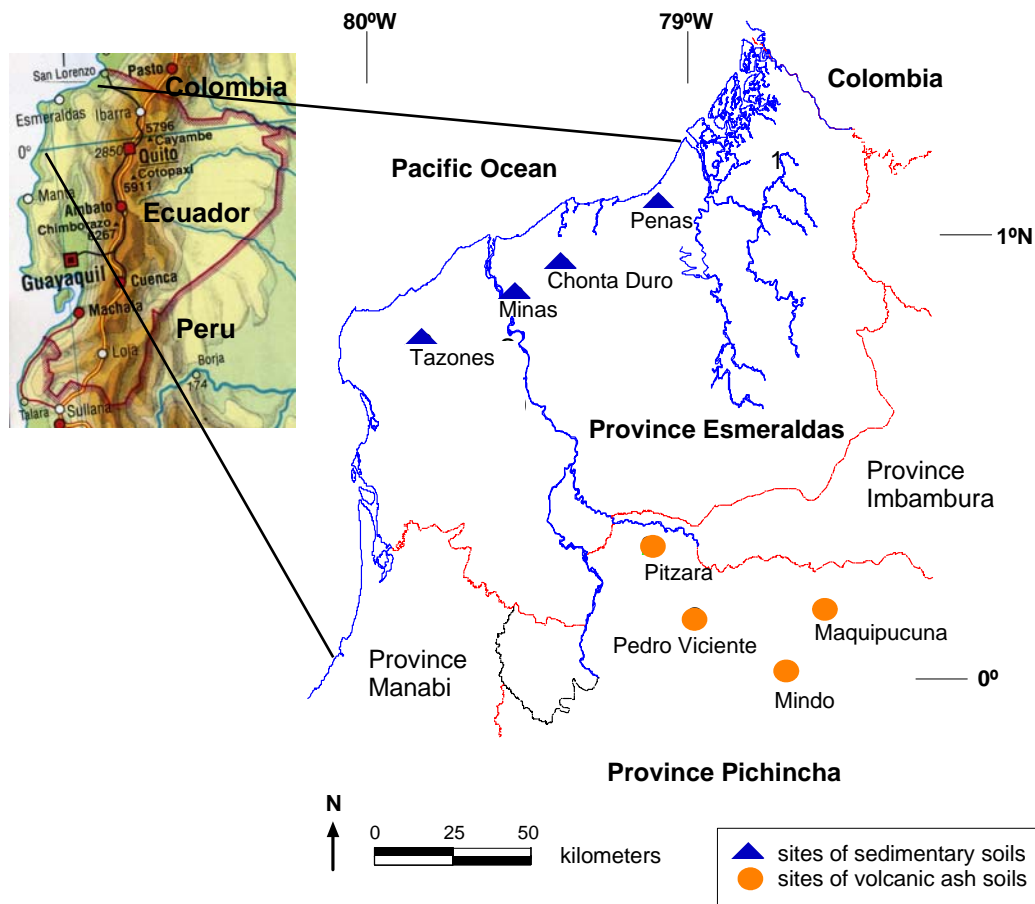 80ºW
79ºW
San Lorenzo
Pasto
Colombia
Esmeraldas
Ibarra
5796
Cayembe
0°
2850
Quito
Cotopaxi
5911
Manta
Ambato
Ecuador
Chimborazo
6267
Guayaquil
Cuenca
Machala
Peru
Loja
Borja
174
Talara
Sullana
Colombia
1
Pacific Ocean
Penas
1ºN
Chonta Duro
Minas
Tazones
Province Esmeraldas
Province
Imbambura
Pitzara
Pedro Viciente
Maquipucuna
Province
Manabi
Mindo
0º
Province Pichincha
N
0 25 50
kilometers
sites of sedimentary soils
sites of volcanic ash soils